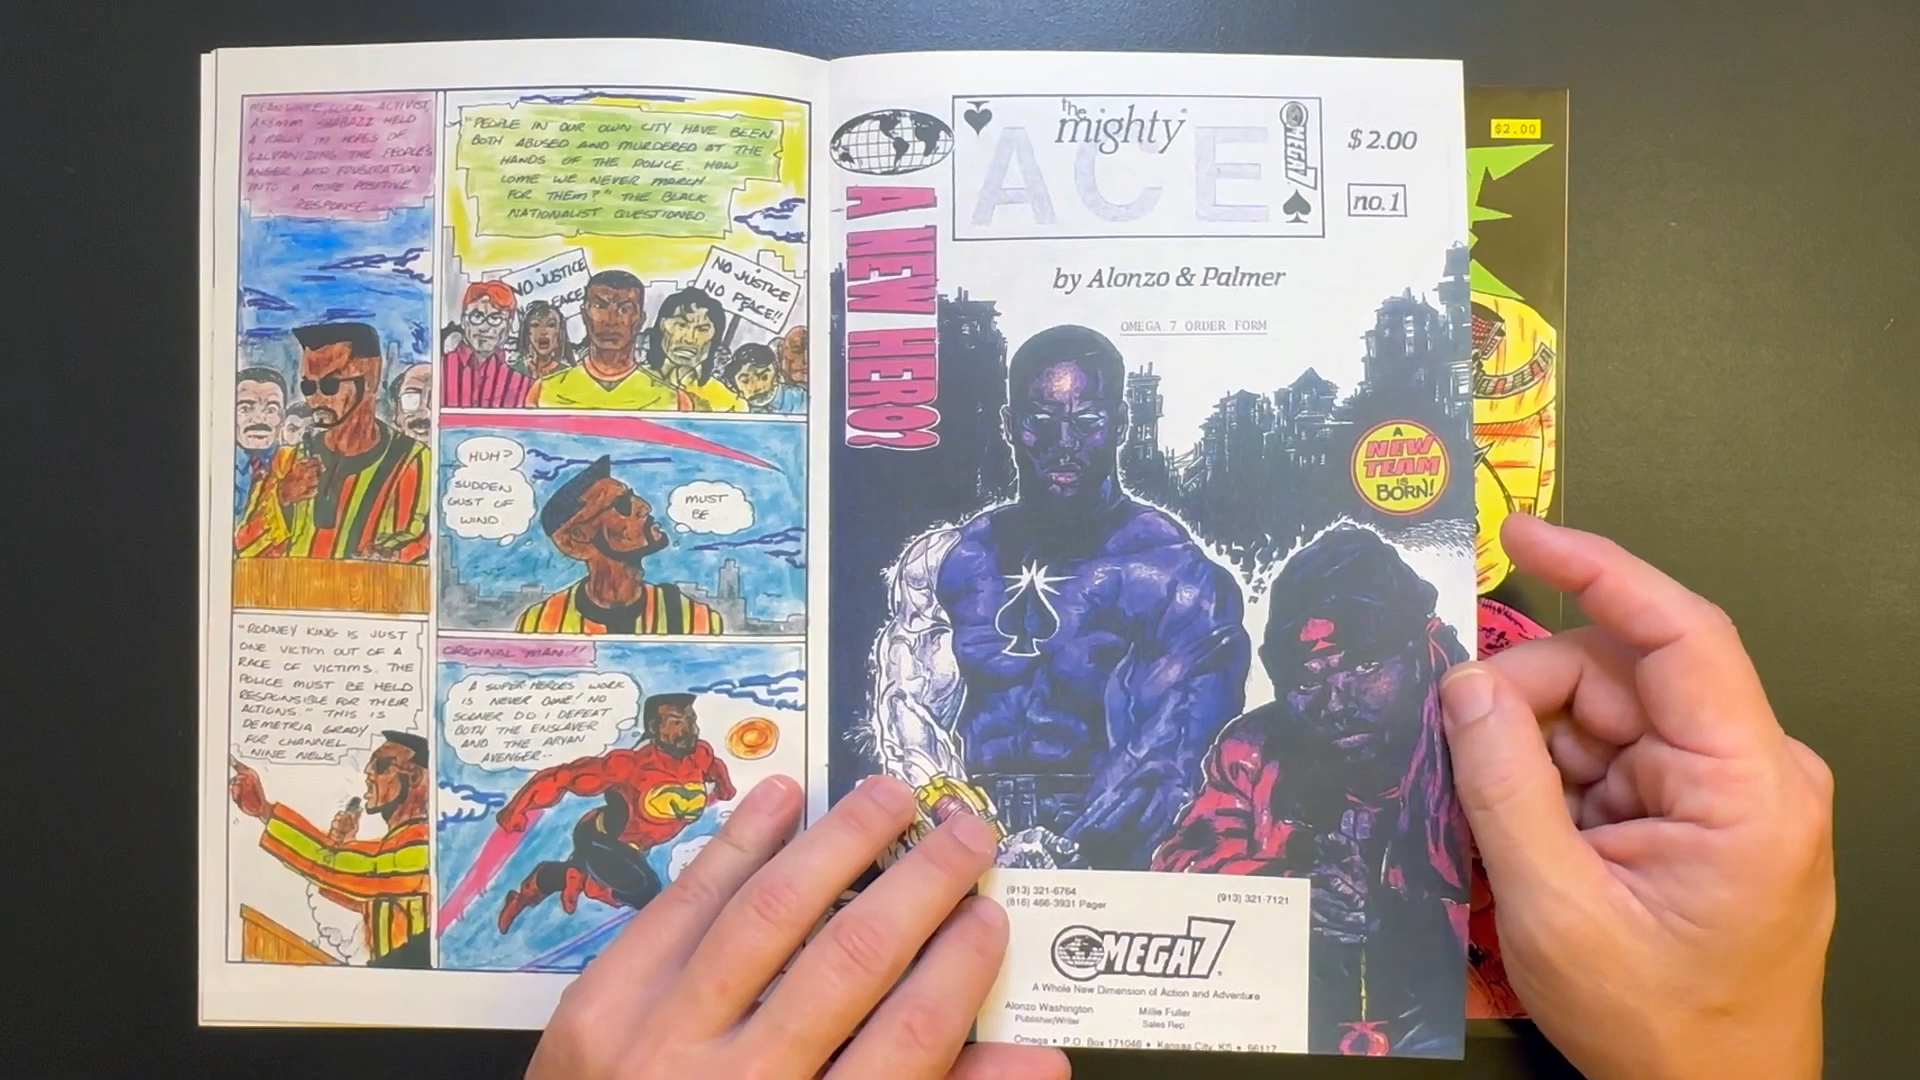 MEANWHILE, LOCAL ACTIVIST,
AKHIM SHABAZZ HELD
A RALLY IN HOPES OF
GALVANIZING THE PEOPLE'S
ANGER AND FRUSTRATION
INTO A MORE POSITIVE
RESPONSE...
"PEOPLE IN OUR OWN CITY HAVE BEEN
BOTH ABUSED AND MURDERED AT THE
HANDS OF THE POLICE. HOW
COME WE NEVER MARCH
FOR THEM?" THE BLACK
NATIONALIST QUESTIONED.
NO JUSTICE
PEACE!
NO JUSTICE
NO PEACE!!
HUH?
SUDDEN
GUST OF
WIND.
MUST
BE
"RODNEY KING IS JUST
ONE VICTIM OUT OF A
RACE OF VICTIMS. THE
POLICE MUST BE HELD
RESPONSIBLE FOR THEIR
ACTIONS." THIS IS
DEMETRIA GRADY
FOR CHANNEL
NINE NEWS.
ORIGINAL MAN!!
A SUPER-HEROES WORK
IS NEVER DONE! NO
SOONER DO I DEFEAT
BOTH THE ENSLAVER
AND THE ARYAN
AVENGER--
the
mighty
ACE
OMEGA 7
$2.00
no.1
A NEW HERO?
by Alonzo & Palmer
OMEGA 7 ORDER FORM
A
NEW
TEAM
IS
BORN!
(913) 321-6764
(816) 466-3931 Pager
(913) 321-7121
OMEGA 7
A Whole New Dimension of Action and Adventure
Alonzo Washington
Publisher/Writer
Millie Fuller
Sales Rep.
Omega • P.O. Box 171046 • Kansas City, KS • 66117
$2.00